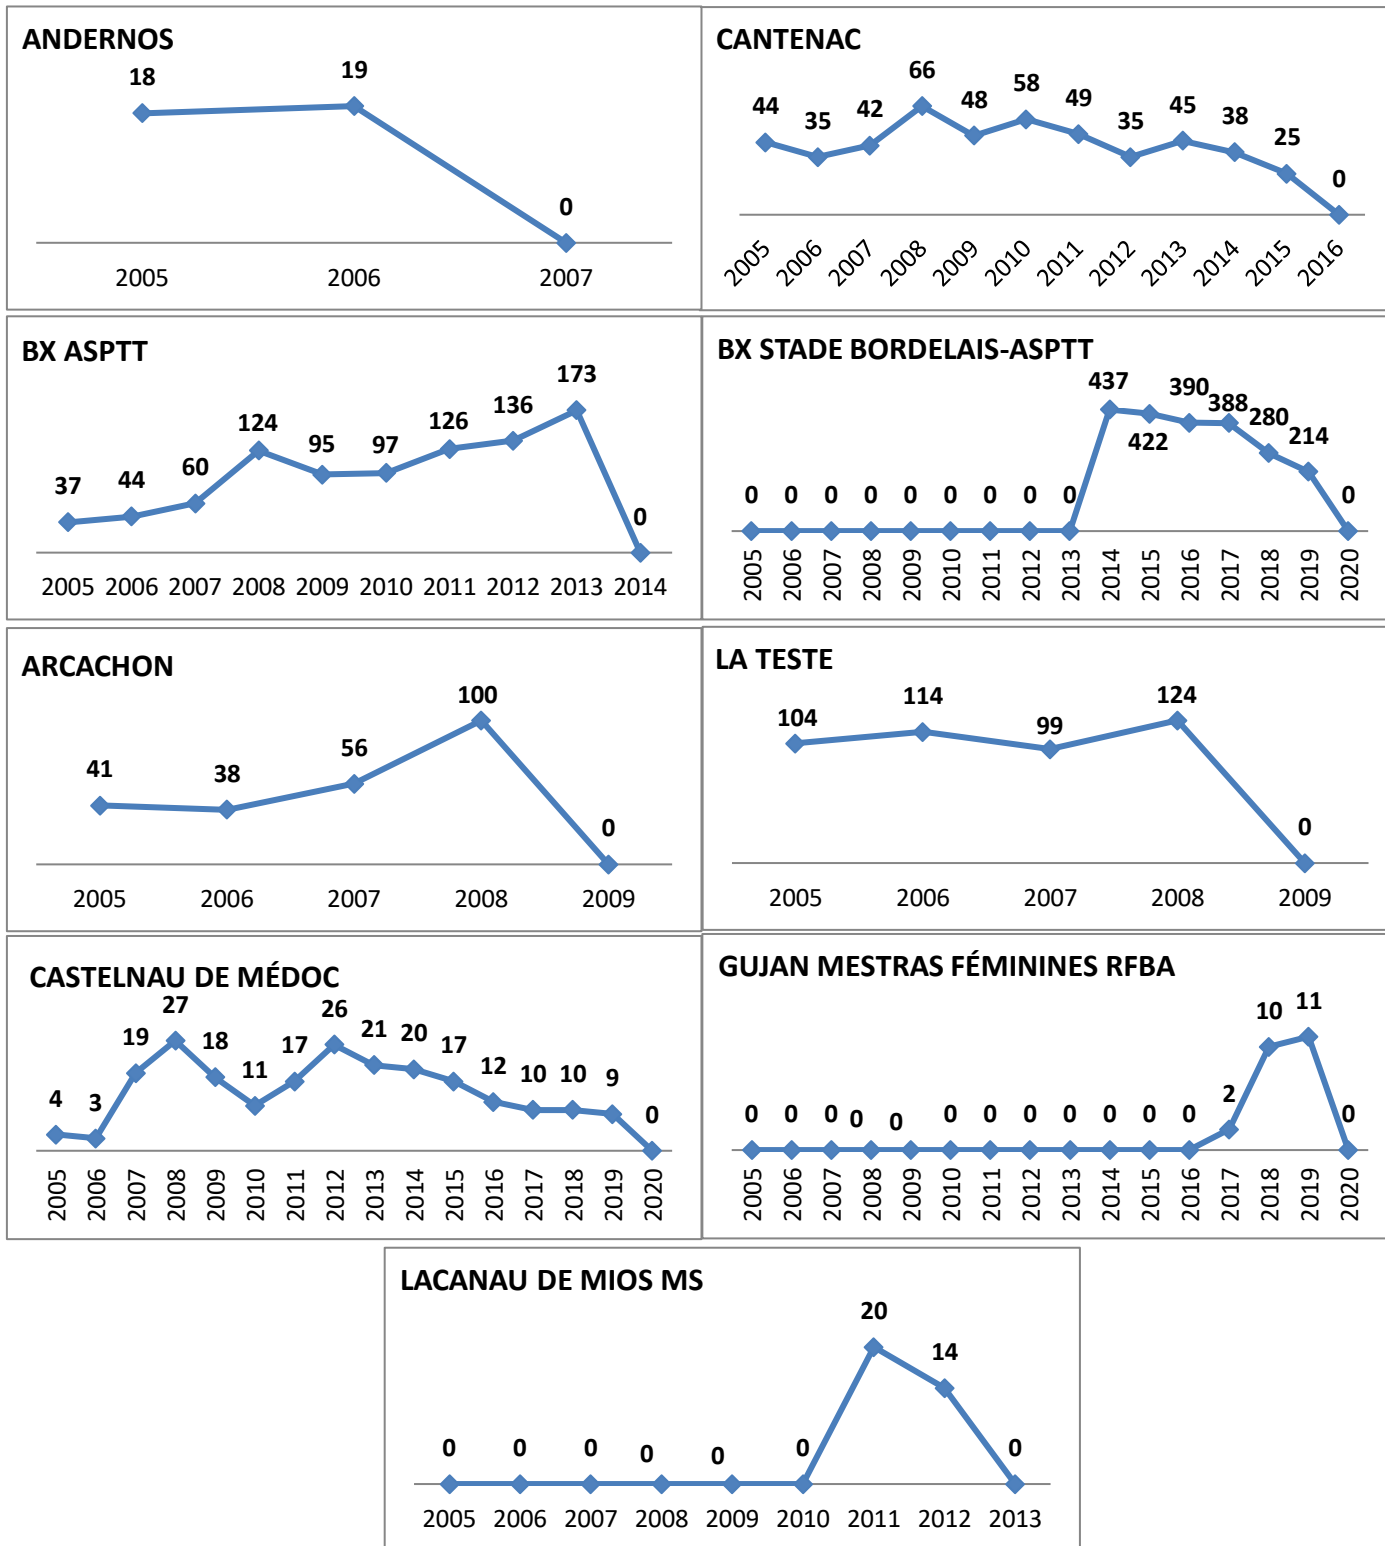 ANDERNOS
18 19 0
2005 2006 2007
CANTENAC
44 35 42 66 48 58 49 35 45 38 25 0
2005 2006 2007 2008 2009 2010 2011 2012 2013 2014 2015 2016
BX ASPTT
37 44 60 124 95 97 126 136 173 0
2005 2006 2007 2008 2009 2010 2011 2012 2013 2014
BX STADE BORDELAIS-ASPTT
0 0 0 0 0 0 0 0 0 437 422 390 388 280 214 0
2005 2006 2007 2008 2009 2010 2011 2012 2013 2014 2015 2016 2017 2018 2019 2020
ARCACHON
41 38 56 100 0
2005 2006 2007 2008 2009
LA TESTE
104 114 99 124 0
2005 2006 2007 2008 2009
CASTELNAU DE MÉDOC
4 3 19 27 18 11 17 26 21 20 17 12 10 10 9 0
2005 2006 2007 2008 2009 2010 2011 2012 2013 2014 2015 2016 2017 2018 2019 2020
GUJAN MESTRAS FÉMININES RFBA
0 0 0 0 0 0 0 0 0 0 0 0 2 10 11 0
2005 2006 2007 2008 2009 2010 2011 2012 2013 2014 2015 2016 2017 2018 2019 2020
LACANAU DE MIOS MS
0 0 0 0 0 0 20 14 0
2005 2006 2007 2008 2009 2010 2011 2012 2013